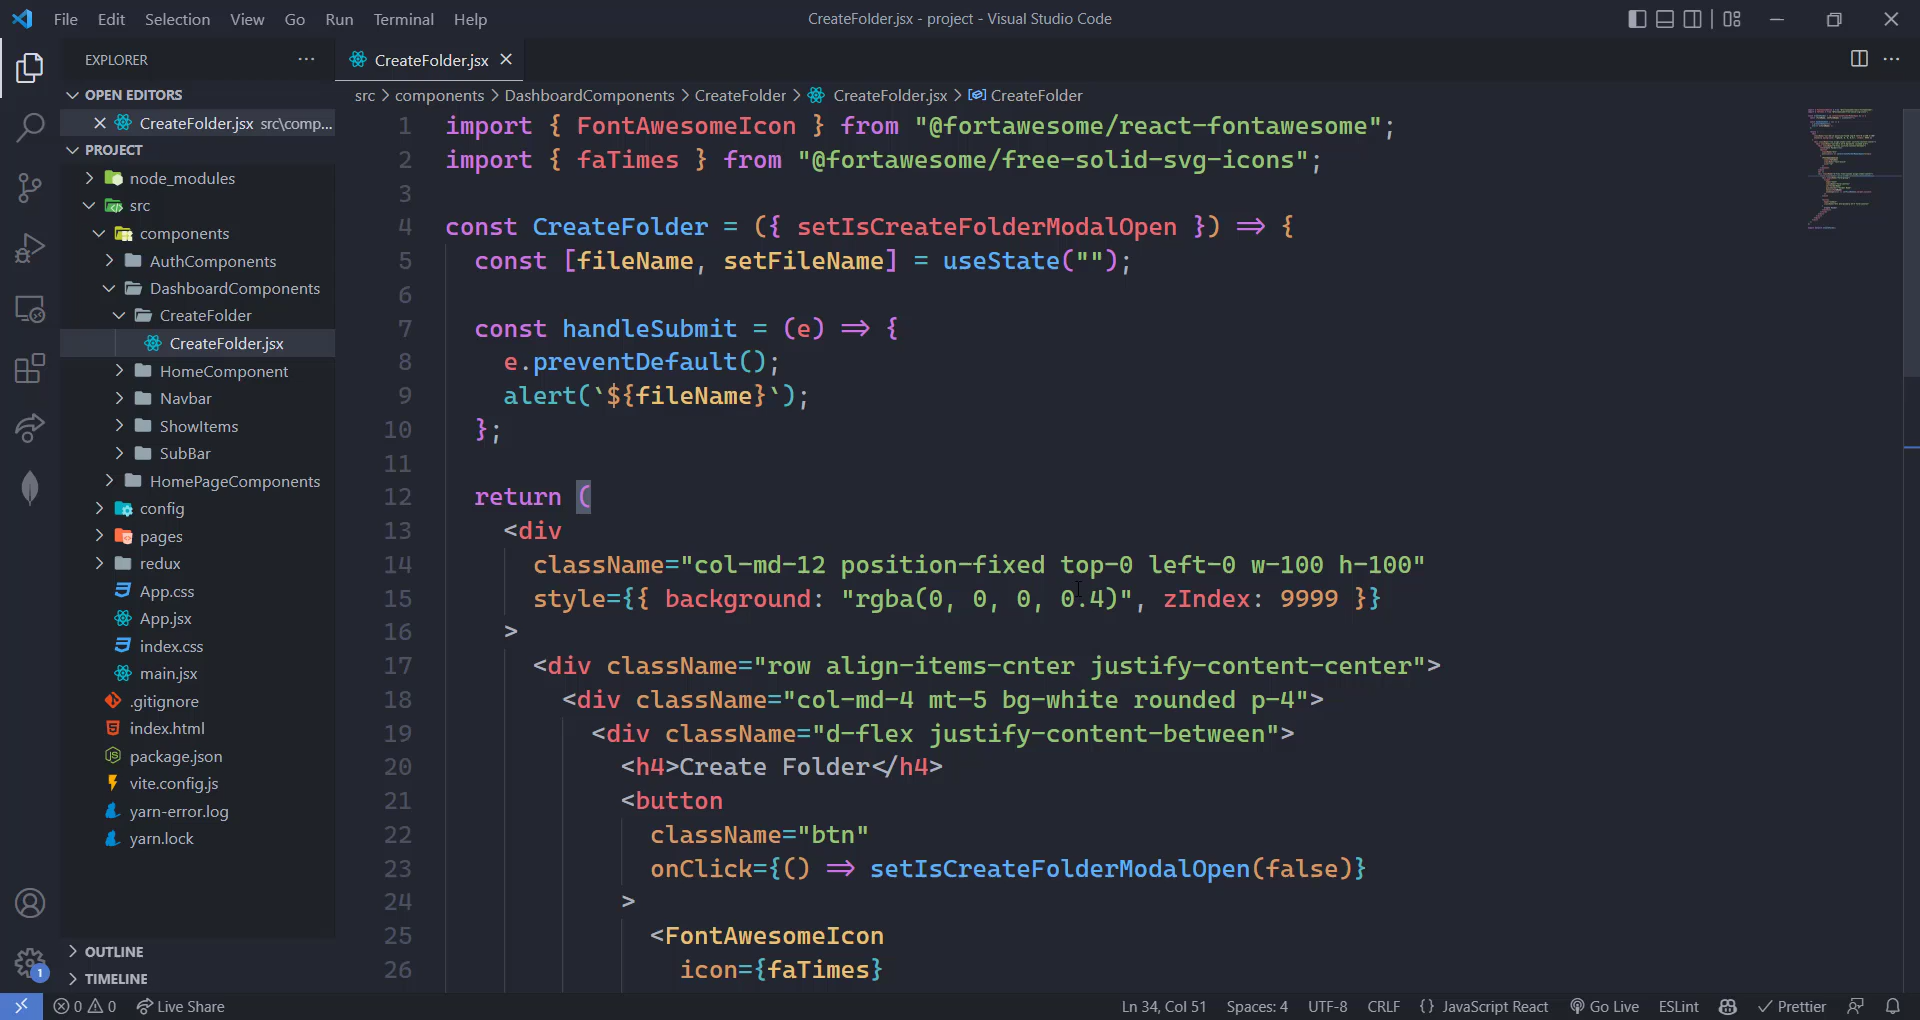 File Edit Selection View Go Run Terminal Help
CreateFolder.jsx - project - Visual Studio Code
EXPLORER
OPEN EDITORS
CreateFolder.jsx src\comp...
PROJECT
node_modules
src
components
AuthComponents
DashboardComponents
CreateFolder
CreateFolder.jsx
HomeComponent
Navbar
ShowItems
SubBar
HomePageComponents
config
pages
redux
App.css
App.jsx
index.css
main.jsx
.gitignore
index.html
package.json
vite.config.js
yarn-error.log
yarn.lock
OUTLINE
TIMELINE
1
CreateFolder.jsx
src > components > DashboardComponents > CreateFolder > CreateFolder.jsx > CreateFolder
1 import { FontAwesomeIcon } from "@fortawesome/react-fontawesome";
2 import { faTimes } from "@fortawesome/free-solid-svg-icons";
3
4 const CreateFolder = ({ setIsCreateFolderModalOpen }) => {
5 const [fileName, setFileName] = useState("");
6
7 const handleSubmit = (e) => {
8 e.preventDefault();
9 alert(`${fileName}`);
10 };
11
12 return (
13 <div
14 className="col-md-12 position-fixed top-0 left-0 w-100 h-100"
15 style={{ background: "rgba(0, 0, 0, 0.4)", zIndex: 9999 }}
16 >
17 <div className="row align-items-cnter justify-content-center">
18 <div className="col-md-4 mt-5 bg-white rounded p-4">
19 <div className="d-flex justify-content-between">
20 <h4>Create Folder</h4>
21 <button
22 className="btn"
23 onClick={() => setIsCreateFolderModalOpen(false)}
24 >
25 <FontAwesomeIcon
26 icon={faTimes}
0 0 Live Share Ln 34, Col 51 Spaces: 4 UTF-8 CRLF {} JavaScript React Go Live ESLint Prettier